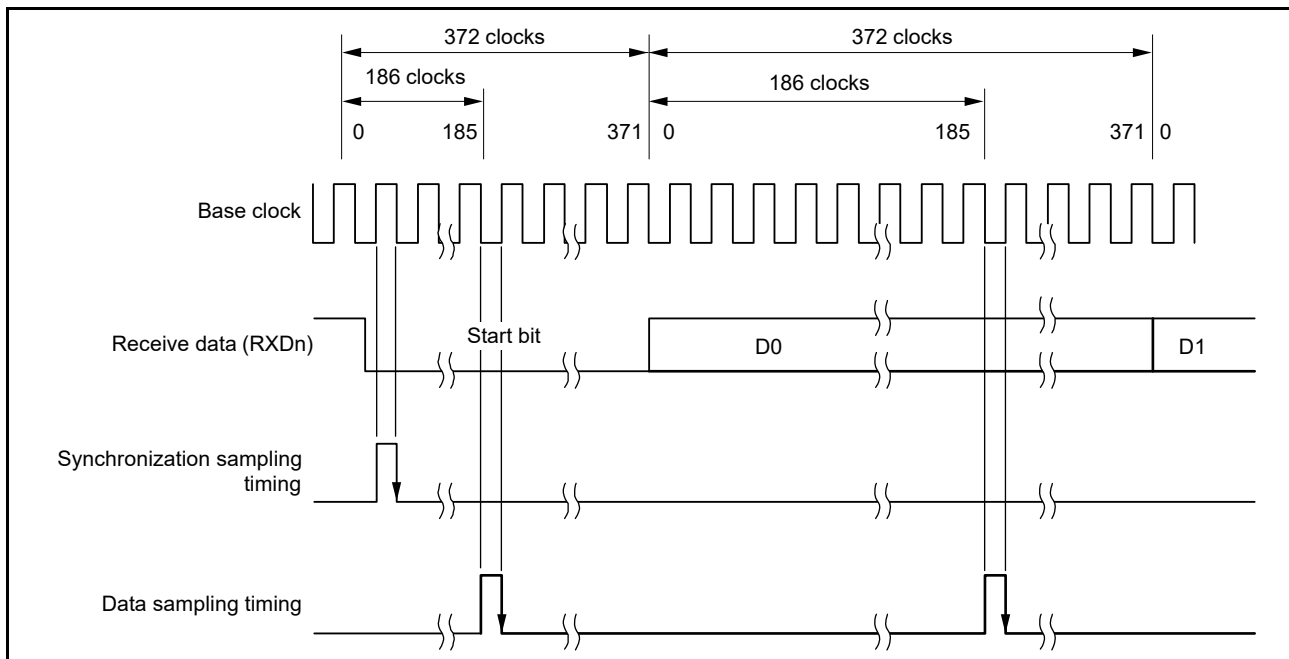 372 clocks
372 clocks
186 clocks
186 clocks
0
185
371
0
185
371
0
Base clock
Start bit
Receive data (RXDn)
D0
D1
Synchronization sampling
timing
Data sampling timing